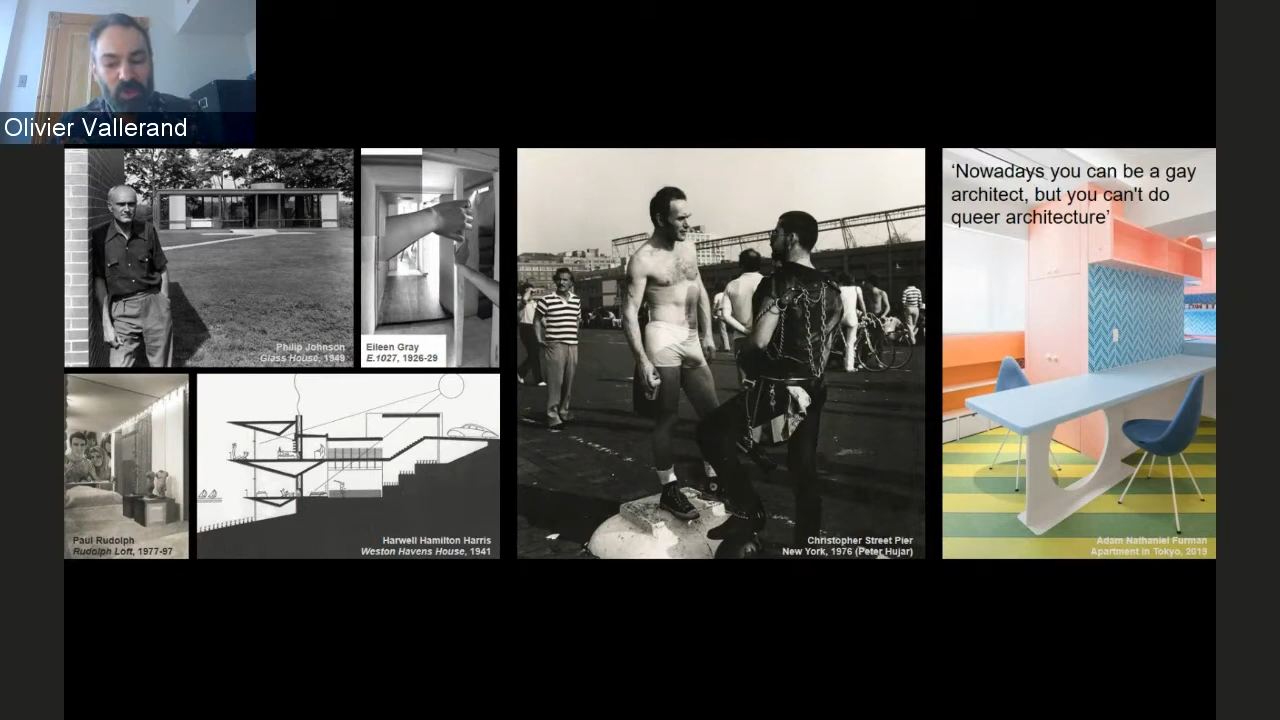 Olivier Vallerand
Philip Johnson
Glass House, 1949
Eileen Gray
E.1027, 1926-29
Paul Rudolph
Rudolph Loft, 1977-97
Harwell Hamilton Harris
Weston Havens House, 1941
Christopher Street Pier
New York, 1976 (Peter Hujar)
‘Nowadays you can be a gay
architect, but you can't do
queer architecture’
Adam Nathaniel Furman
Apartment in Tokyo, 2019